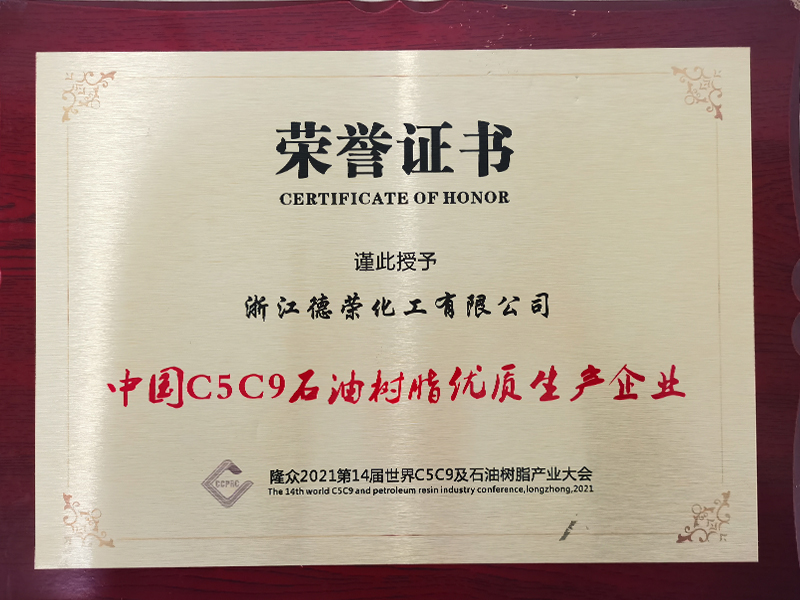 荣誉证书
CERTIFICATE OF HONOR
谨此授予
浙江德荣化工有限公司
中国C5C9石油树脂优质生产企业
CCPRC
隆众2021第14届世界C5C9及石油树脂产业大会
The 14th world C5C9 and petroleum resin industry conference,longzhong,2021